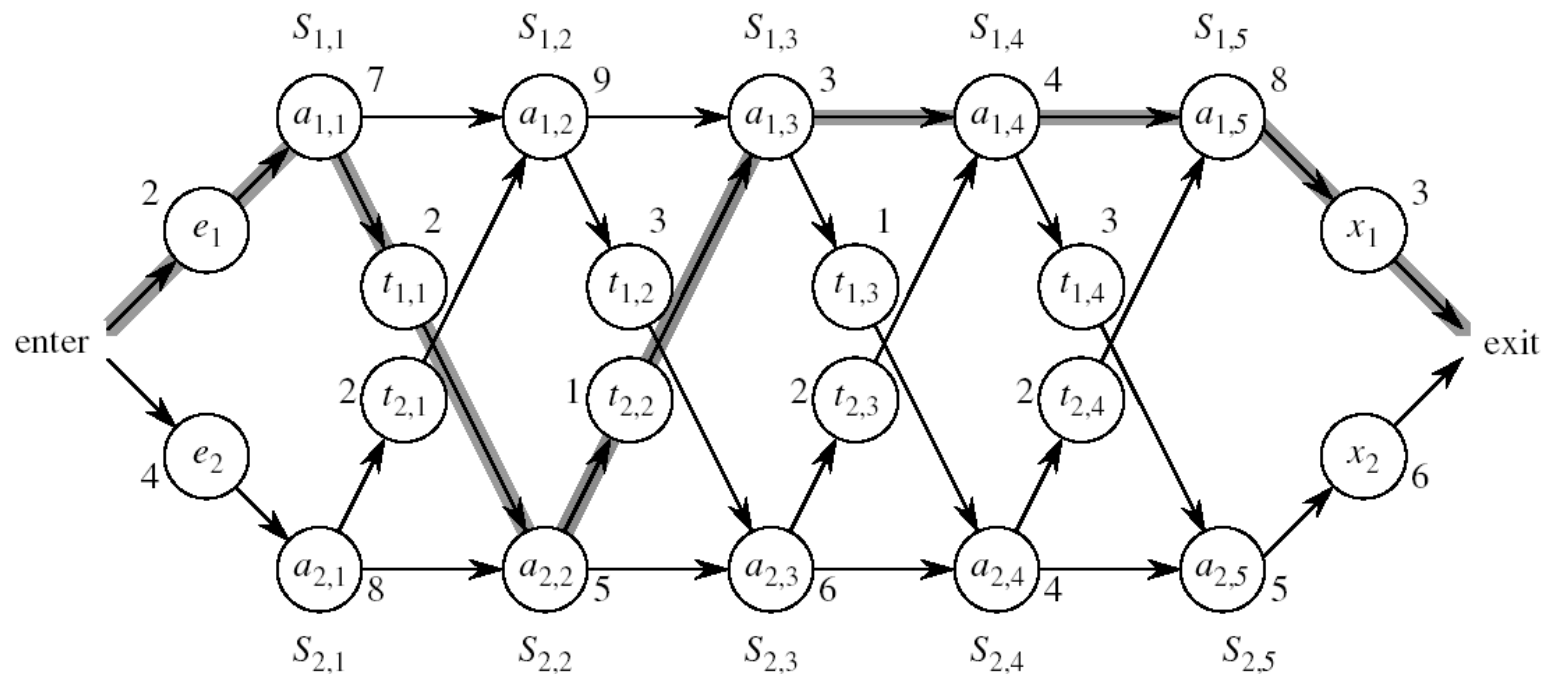 S1,1 S1,2 S1,3 S1,4 S1,5
7 9 3 4 8
a1,1 a1,2 a1,3 a1,4 a1,5
2 e1 2 3 1 3 x1 3
t1,1 t1,2 t1,3 t1,4
enter exit
2 t2,1 1 t2,2 2 t2,3 2 t2,4
4 e2 x2 6
a2,1 8 a2,2 5 a2,3 6 a2,4 4 a2,5 5
S2,1 S2,2 S2,3 S2,4 S2,5